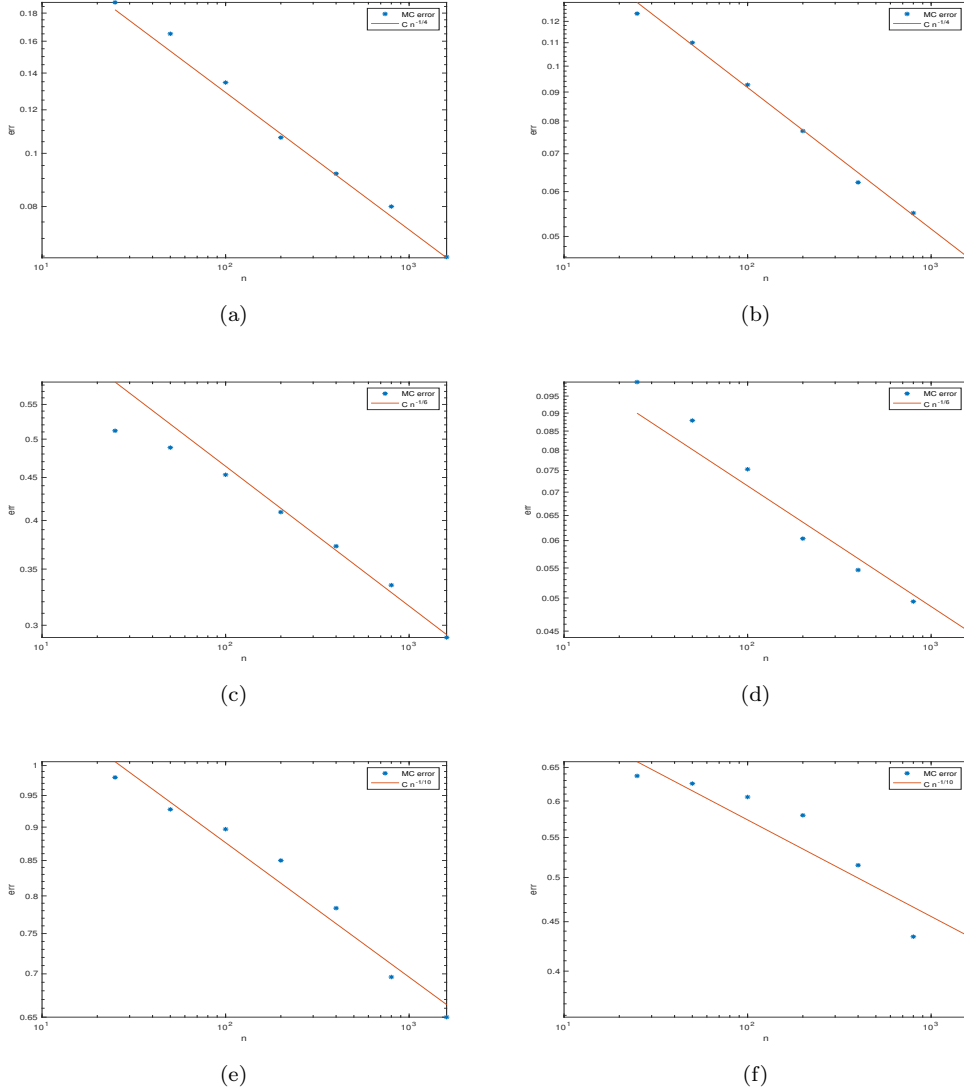 0.18
0.16
0.14
0.12
0.1
0.08
err
10^1
10^2
10^3
n
MC error
C n^{-1/4}
(a)
0.12
0.11
0.1
0.09
0.08
0.07
0.06
0.05
err
10^1
10^2
10^3
n
MC error
C n^{-1/4}
(b)
0.55
0.5
0.45
0.4
0.35
0.3
err
10^1
10^2
10^3
n
MC error
C n^{-1/6}
(c)
0.095
0.09
0.085
0.08
0.075
0.07
0.065
0.06
0.055
0.05
0.045
err
10^1
10^2
10^3
n
MC error
C n^{-1/6}
(d)
1
0.95
0.9
0.85
0.8
0.75
0.7
0.65
err
10^1
10^2
10^3
n
MC error
C n^{-1/10}
(e)
0.65
0.6
0.55
0.5
0.45
0.4
err
10^1
10^2
10^3
n
MC error
C n^{-1/10}
(f)